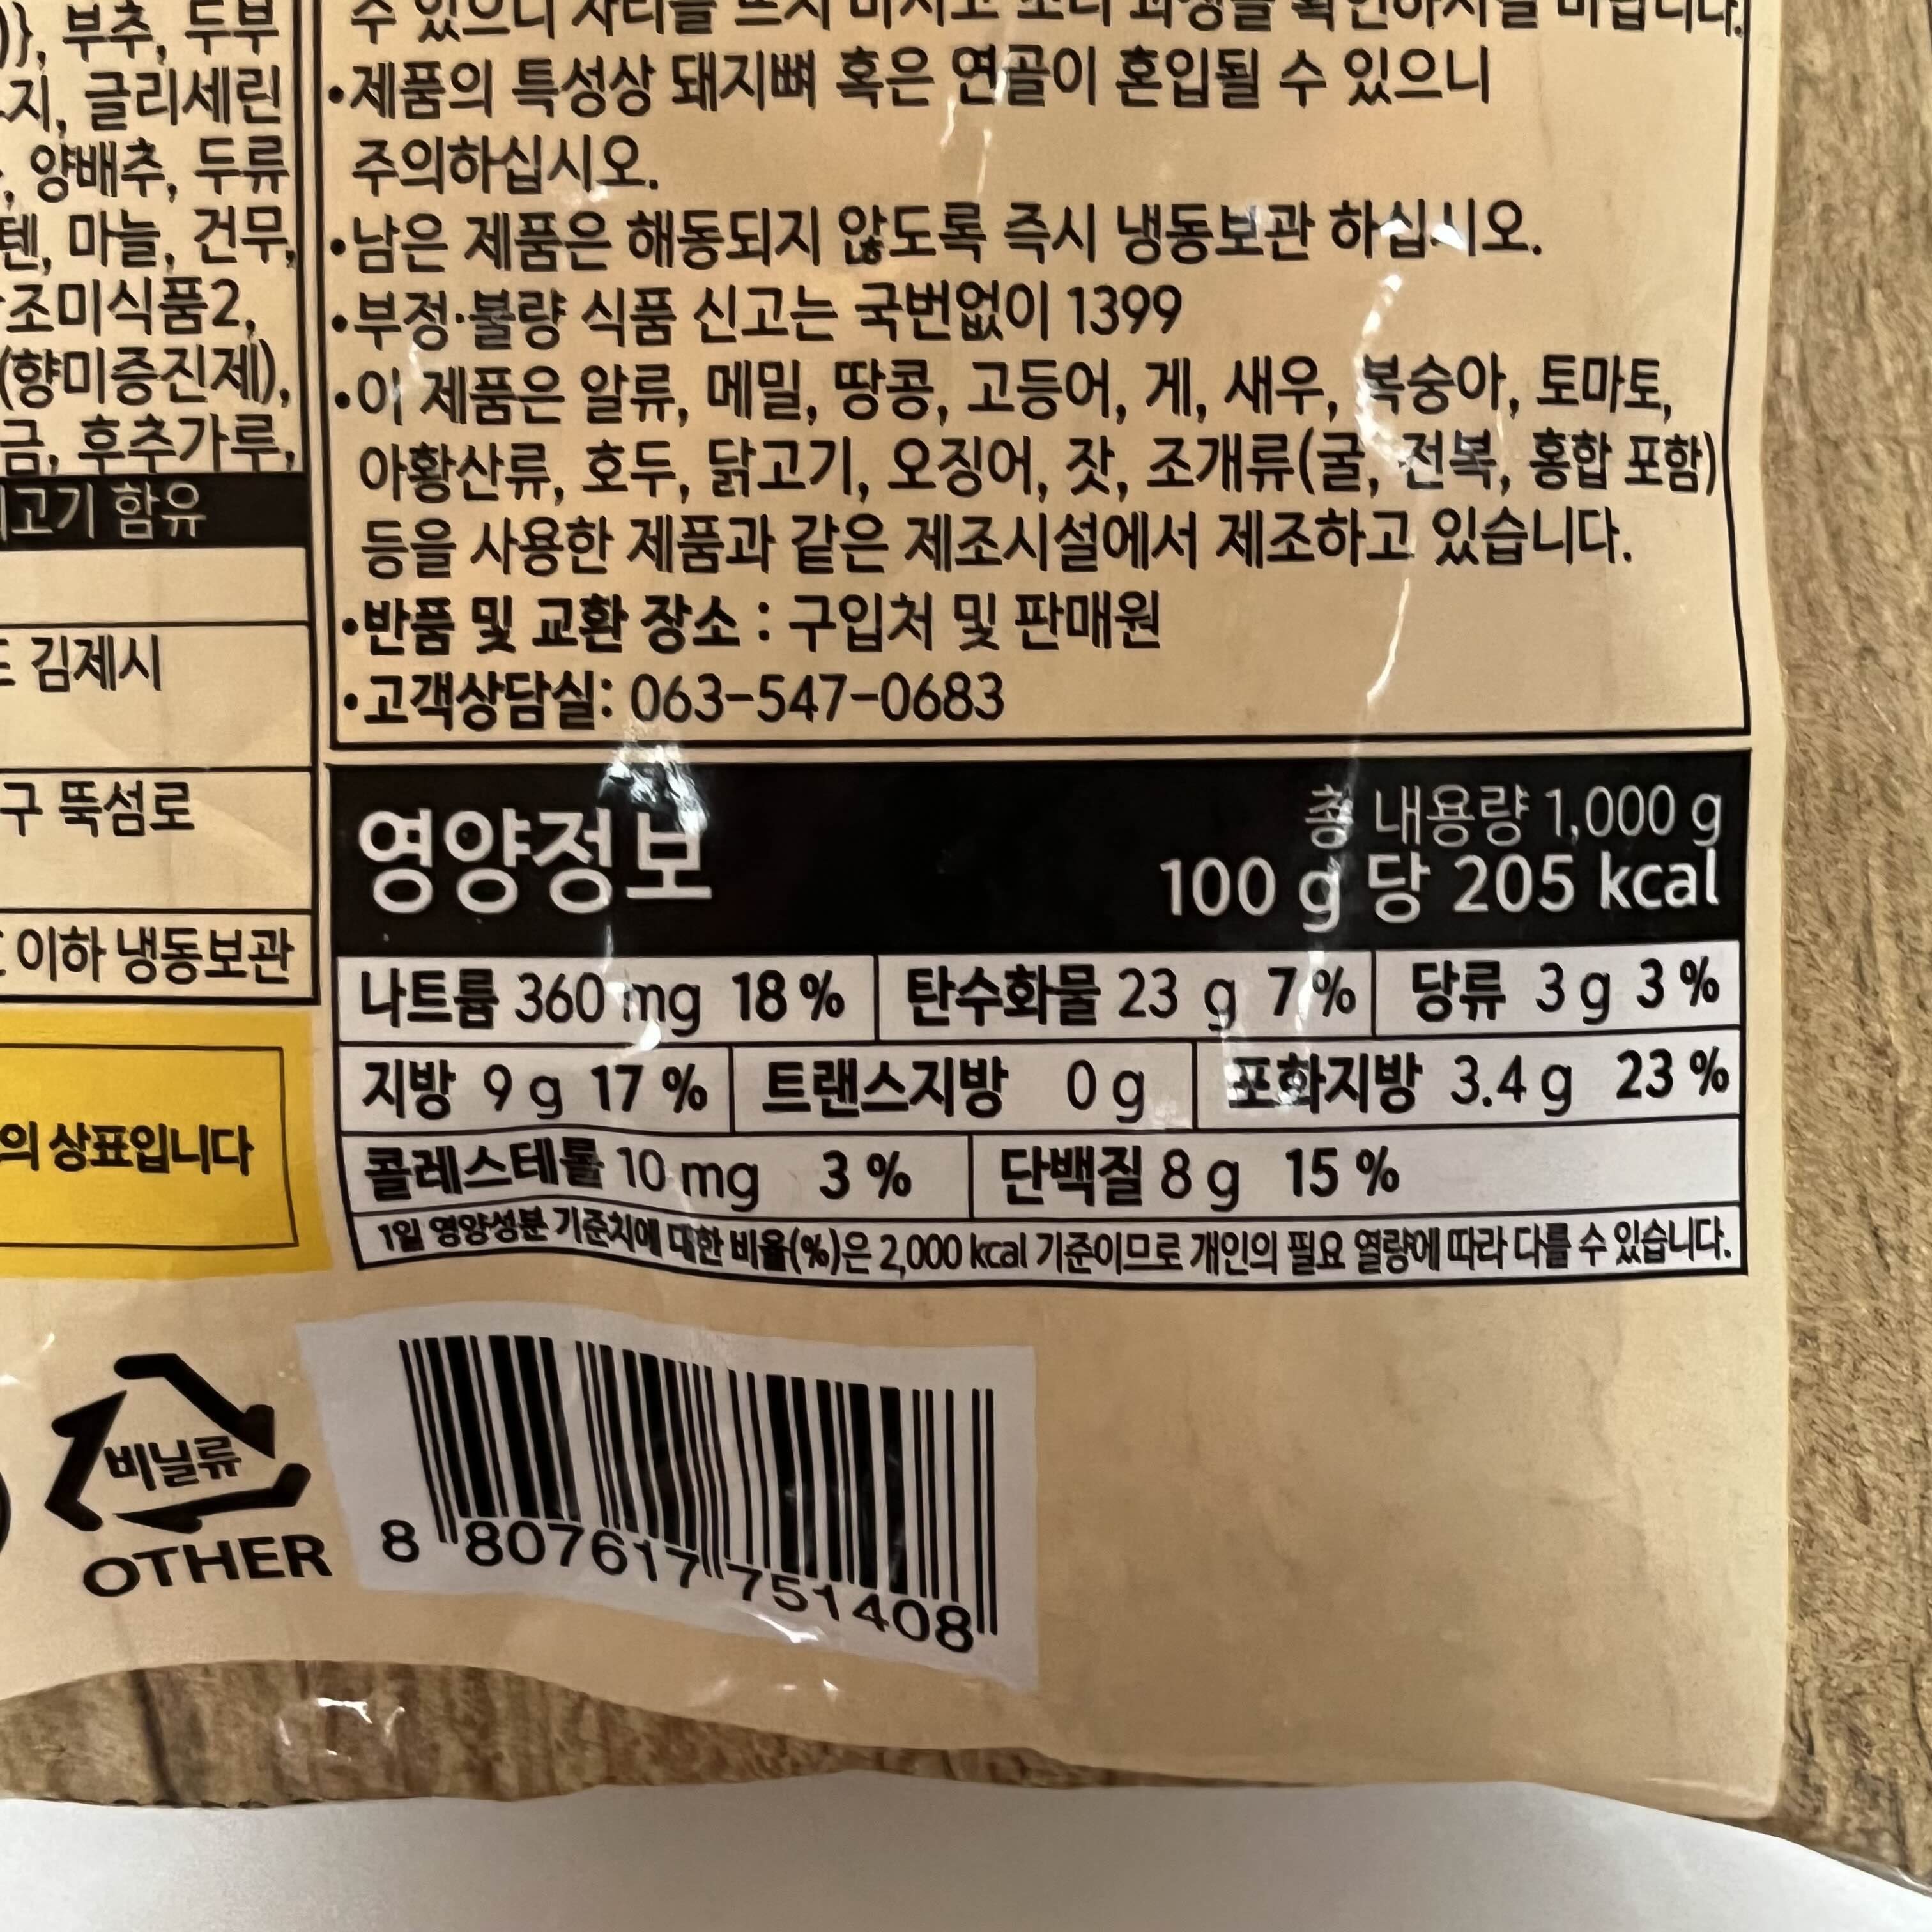 부추, 두부
지, 글리세린
양배추, 두류
텐, 마늘, 건무,
조미식품2,
(향미증진제),
금, 후추가루,
고기 함유
김제시
구 뚝섬로
이하 냉동보관
의 상표입니다
수 있으니
•제품의 특성상 돼지뼈 혹은 연골이 혼입될 수 있으니
주의하십시오.
•남은 제품은 해동되지 않도록 즉시 냉동보관 하십시오.
•부정·불량 식품 신고는 국번없이 1399
•이 제품은 알류, 메밀, 땅콩, 고등어, 게, 새우, 복숭아, 토마토,
아황산류, 호두, 닭고기, 오징어, 잣, 조개류(굴, 전복, 홍합 포함)
등을 사용한 제품과 같은 제조시설에서 제조하고 있습니다.
•반품 및 교환 장소 : 구입처 및 판매원
•고객상담실: 063-547-0683
영양정보
총 내용량 1,000 g
100 g 당 205 kcal
나트륨 360 mg 18 % 탄수화물 23 g 7 % 당류 3 g 3 %
지방 9 g 17 % 트랜스지방 0 g 포화지방 3.4 g 23 %
콜레스테롤 10 mg 3 % 단백질 8 g 15 %
1일 영양성분 기준치에 대한 비율(%)은 2,000 kcal 기준이므로 개인의 필요 열량에 따라 다를 수 있습니다.
비닐류
OTHER
8 807617 751408